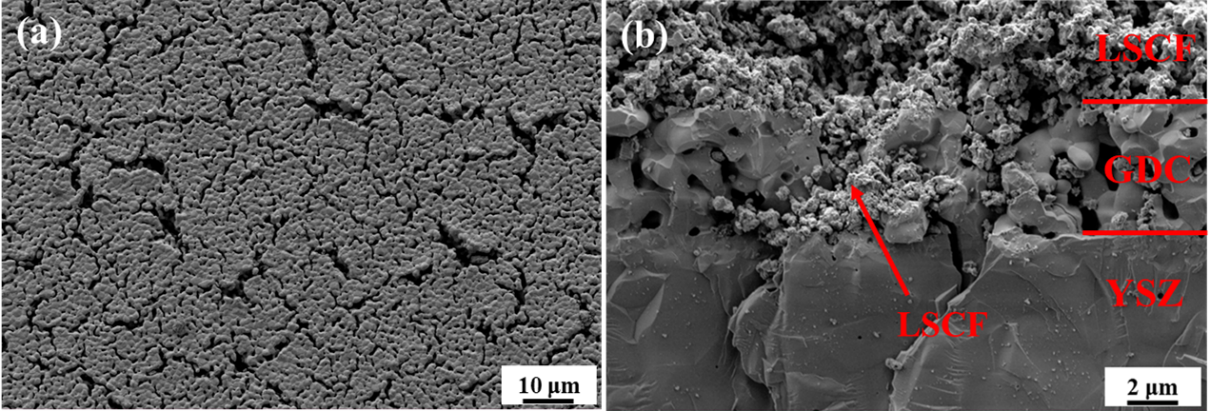 (a)
10 μm
(b)
LSCF
GDC
YSZ
LSCF
2 μm